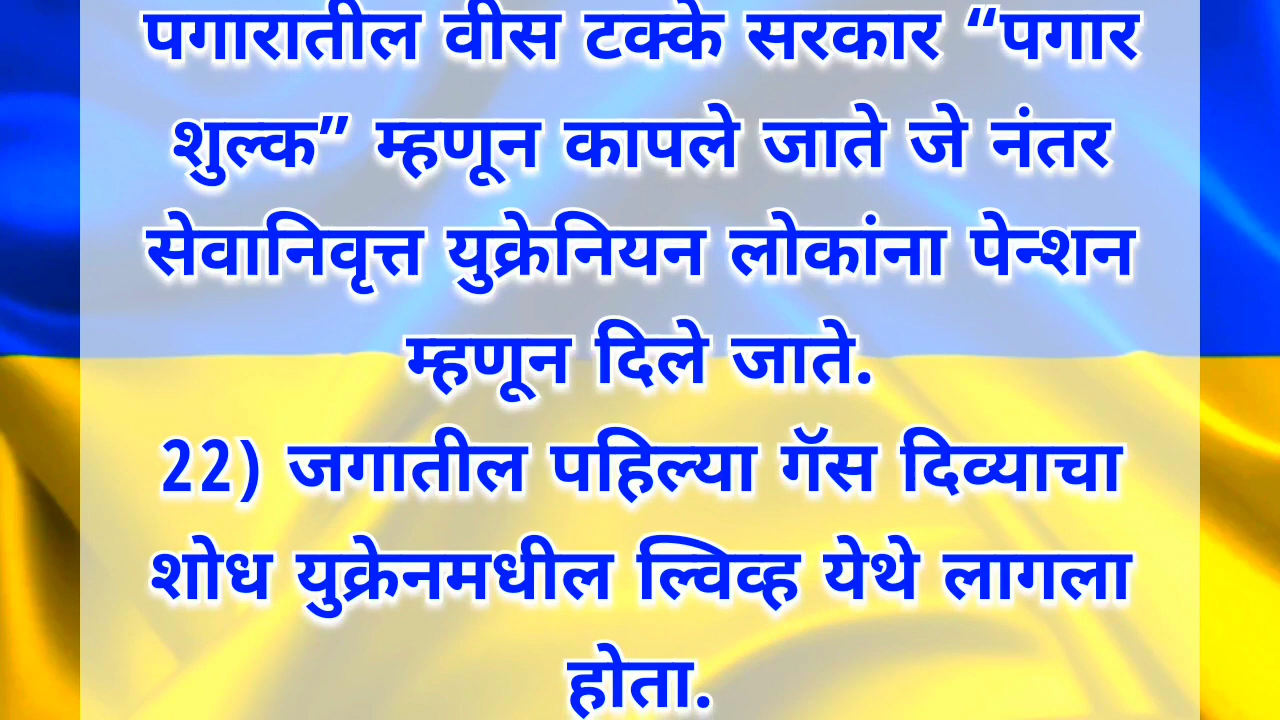 पगारातील वीस टक्के सरकार “पगार
शुल्क” म्हणून कापले जाते जे नंतर
सेवानिवृत्त युक्रेनियन लोकांना पेन्शन
म्हणून दिले जाते.
22) जगातील पहिल्या गॅस दिव्याचा
शोध युक्रेनमधील ल्विव्ह येथे लागला
होता.